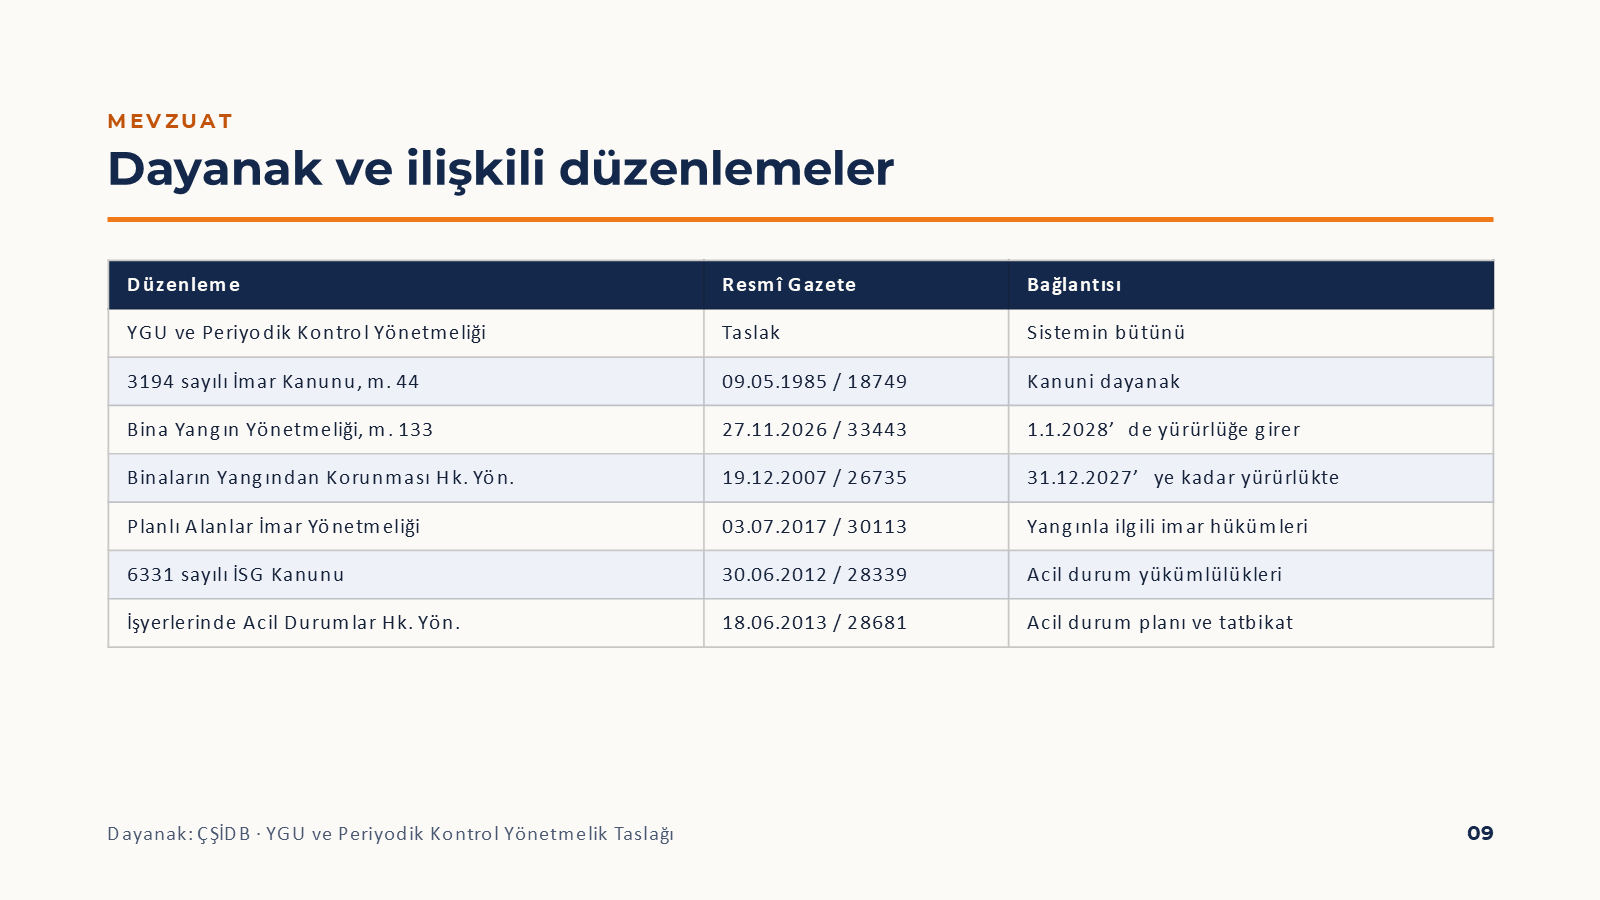 MEVZUAT
Dayanak ve ilişkili düzenlemeler
Düzenleme Resmî Gazete Bağlantısı
YGU ve Periyodik Kontrol Yönetmeliği Taslak Sistemin bütünü
3194 sayılı İmar Kanunu, m. 44 09.05.1985 / 18749 Kanuni dayanak
Bina Yangın Yönetmeliği, m. 133 27.11.2026 / 33443 1.1.2028’de yürürlüğe girer
Binaların Yangından Korunması Hk. Yön. 19.12.2007 / 26735 31.12.2027’ye kadar yürürlükte
Planlı Alanlar İmar Yönetmeliği 03.07.2017 / 30113 Yangınla ilgili imar hükümleri
6331 sayılı İSG Kanunu 30.06.2012 / 28339 Acil durum yükümlülükleri
İşyerlerinde Acil Durumlar Hk. Yön. 18.06.2013 / 28681 Acil durum planı ve tatbikat
Dayanak: ÇŞİDB · YGU ve Periyodik Kontrol Yönetmelik Taslağı 09